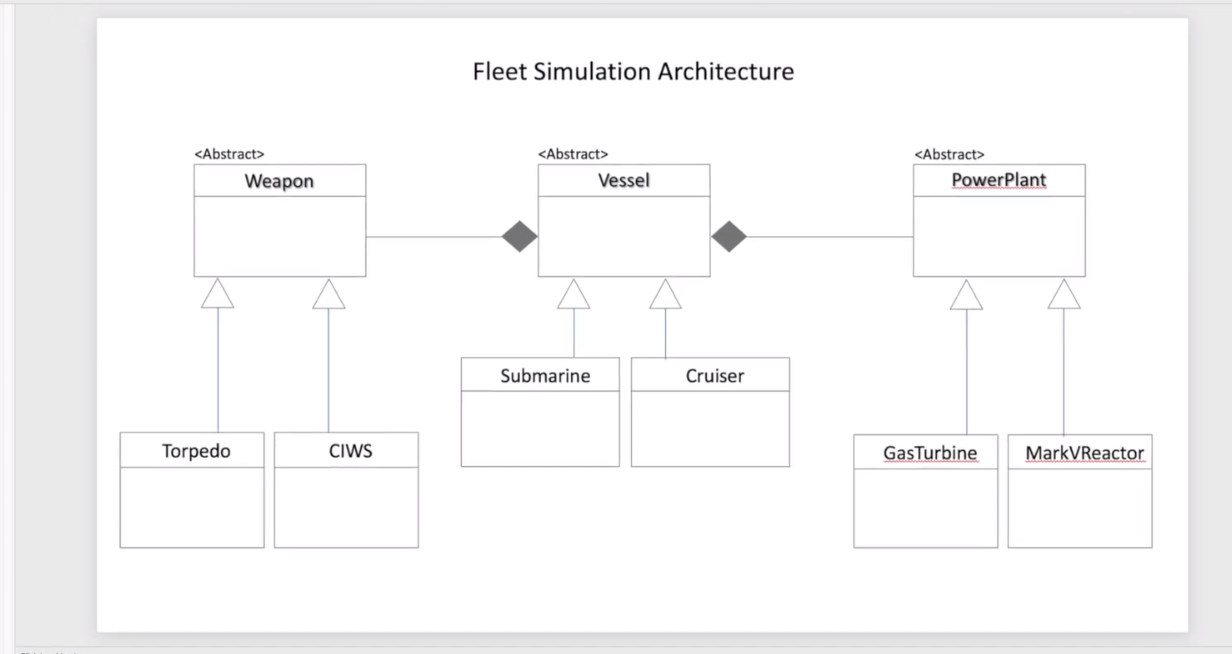 Fleet Simulation Architecture
<Abstract>
Weapon
<Abstract>
Vessel
<Abstract>
PowerPlant
Submarine
Cruiser
Torpedo
CIWS
GasTurbine
MarkVReactor